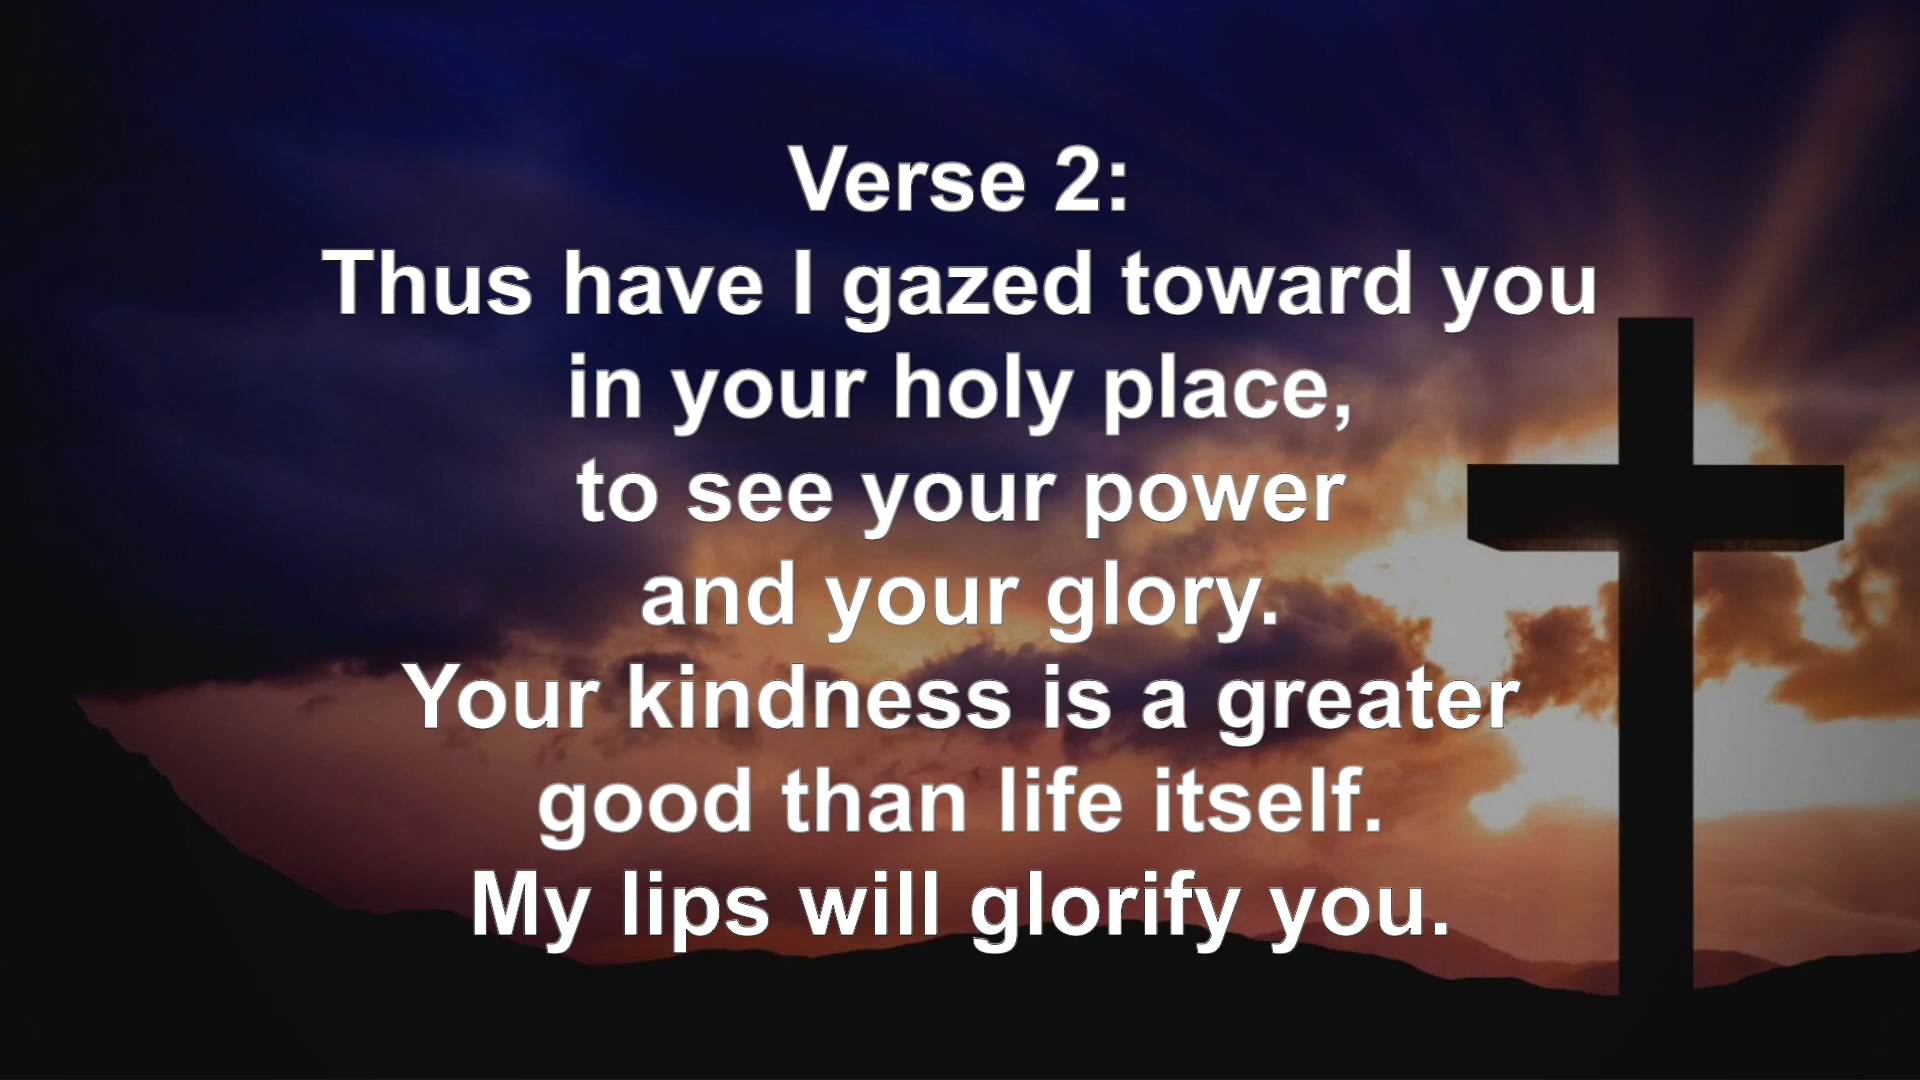 Verse 2:
Thus have I gazed toward you
in your holy place,
to see your power
and your glory.
Your kindness is a greater
good than life itself.
My lips will glorify you.